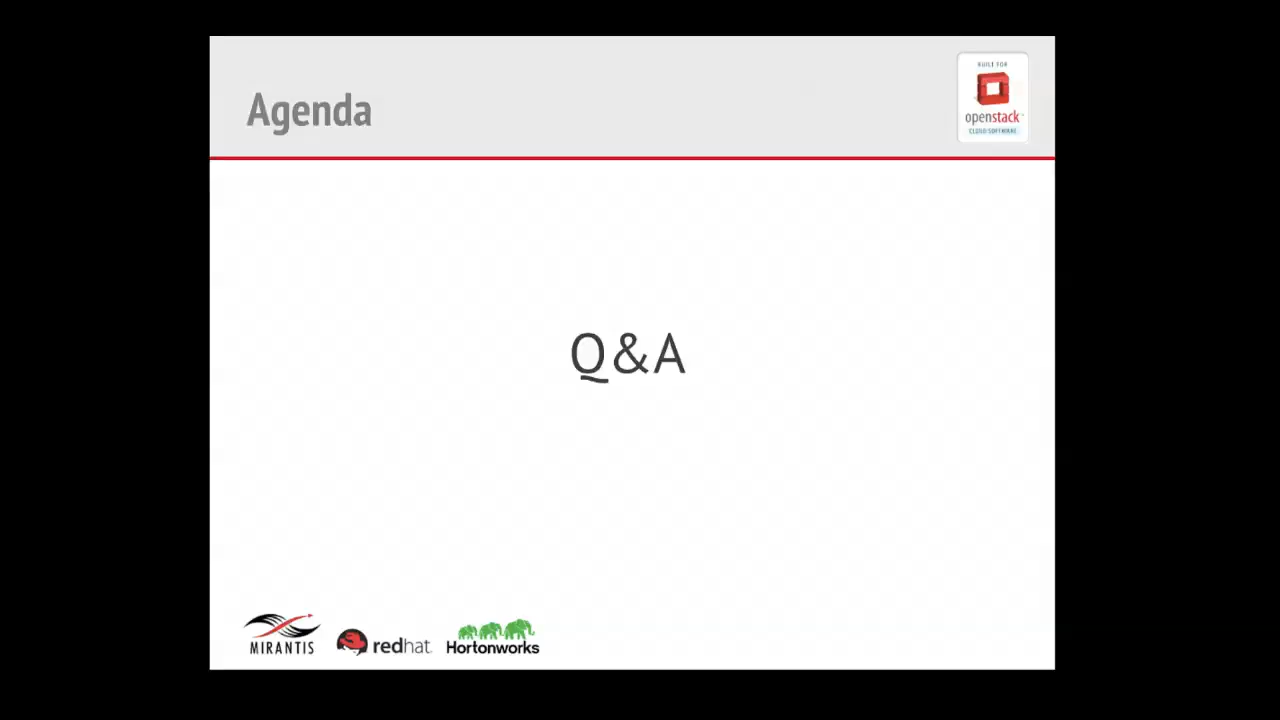 Agenda
BUILT FOR
openstack
CLOUD SOFTWARE
Q&A
MIRANTIS
redhat.
Hortonworks